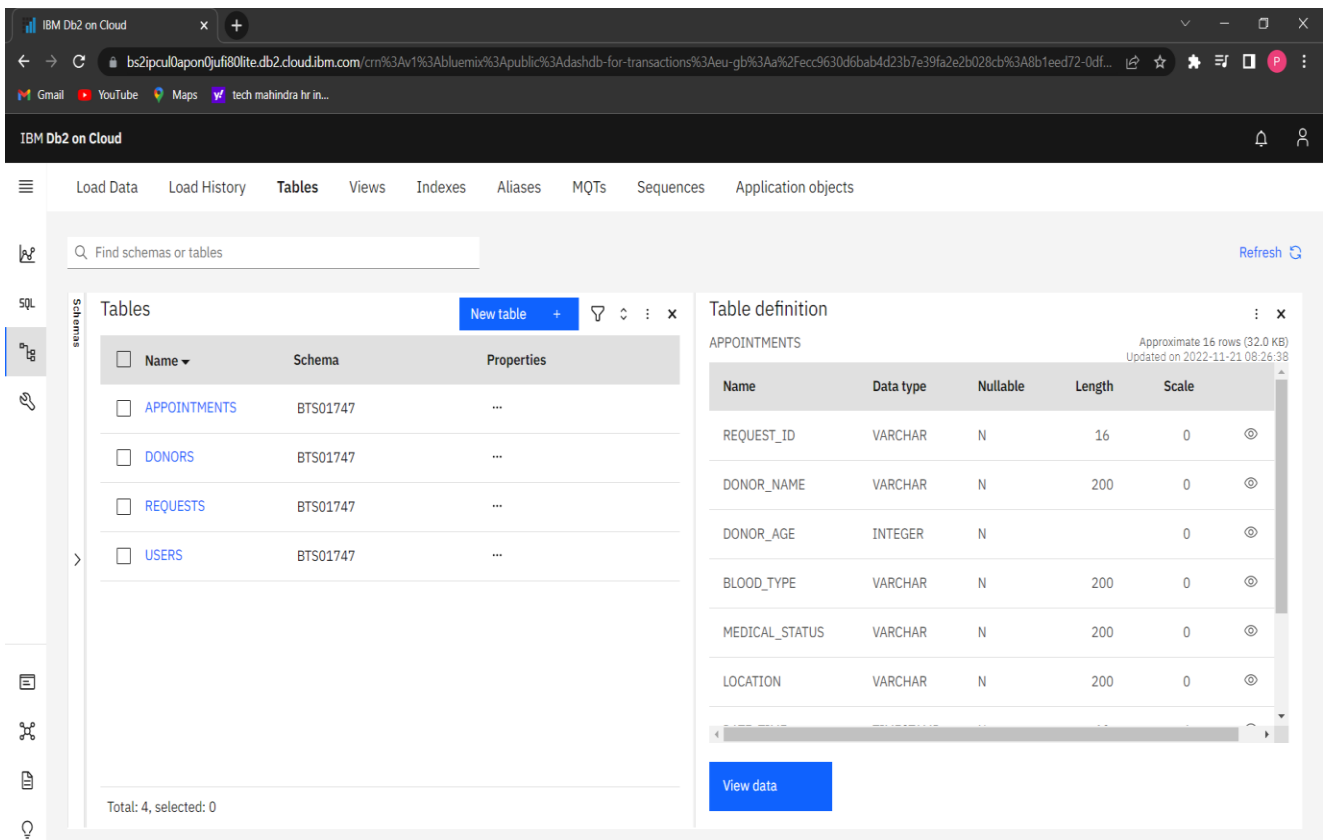 IBM Db2 on Cloud
bs2ipcul0apon0jufi80lite.db2.cloud.ibm.com/crn%3Av1%3Abluemix%3Apublic%3Adashdb-for-transactions%3Aeu-gb%3Aa%2Fecc9630d6bab4d23b7e39fa2e2b028cb%3A8b1eed72-0df...
P
Gmail YouTube Maps tech mahindra hr in...
IBM Db2 on Cloud
Load Data Load History Tables Views Indexes Aliases MQTs Sequences Application objects
Find schemas or tables
Refresh
SQL
Schemas
Tables
New table +
Name Schema Properties
APPOINTMENTS BTS01747 ...
DONORS BTS01747 ...
REQUESTS BTS01747 ...
USERS BTS01747 ...
Total: 4, selected: 0
Table definition
APPOINTMENTS
Approximate 16 rows (32.0 KB)
Updated on 2022-11-21 08:26:38
Name Data type Nullable Length Scale
REQUEST_ID VARCHAR N 16 0
DONOR_NAME VARCHAR N 200 0
DONOR_AGE INTEGER N 0
BLOOD_TYPE VARCHAR N 200 0
MEDICAL_STATUS VARCHAR N 200 0
LOCATION VARCHAR N 200 0
View data